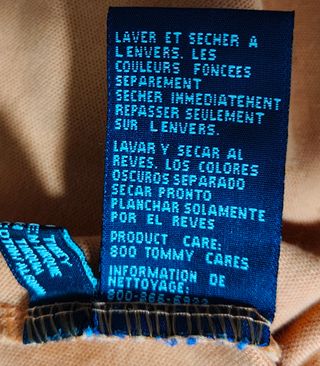 LAVER ET SECHER A
L'ENVERS. LES
COULEURS FONCEES
SEPAREMENT
SECHER IMMEDIATEMENT
REPASSER SEULEMENT
SUR L'ENVERS.
LAVAR Y SECAR AL
REVES. LOS COLORES
OSCUROS SEPARADO
SECAR PRONTO
PLANCHAR SOLAMENTE
POR EL REVES
PRODUCT CARE:
800 TOMMY CARES
INFORMATION DE
NETTOYAGE: